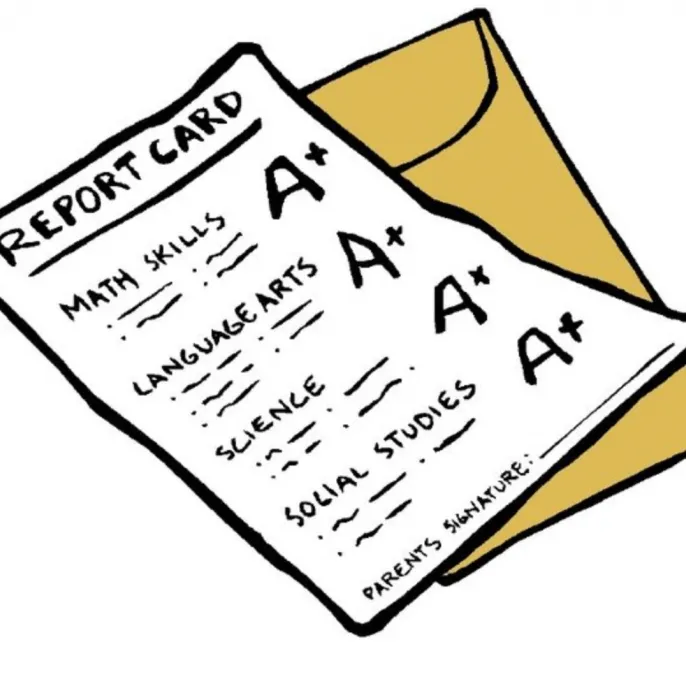 REPORT CARD
MATH SKILLS A+
LANGUAGE ARTS A+
SCIENCE A+
SOCIAL STUDIES A+
PARENTS SIGNATURE: